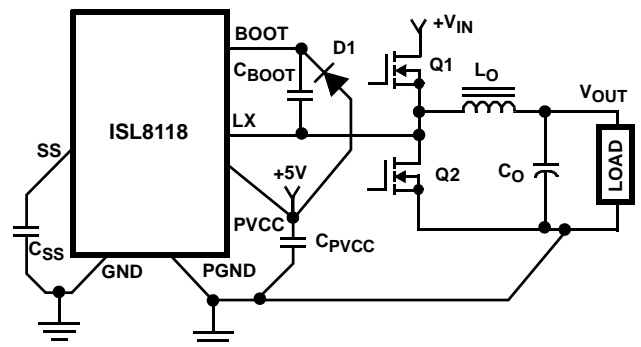 +VIN
BOOT
D1
Q1
CBOOT
LO
VOUT
ISL8118
LX
SS
+5V
Q2
CO
LOAD
PVCC
CPVCC
CSS
GND
PGND